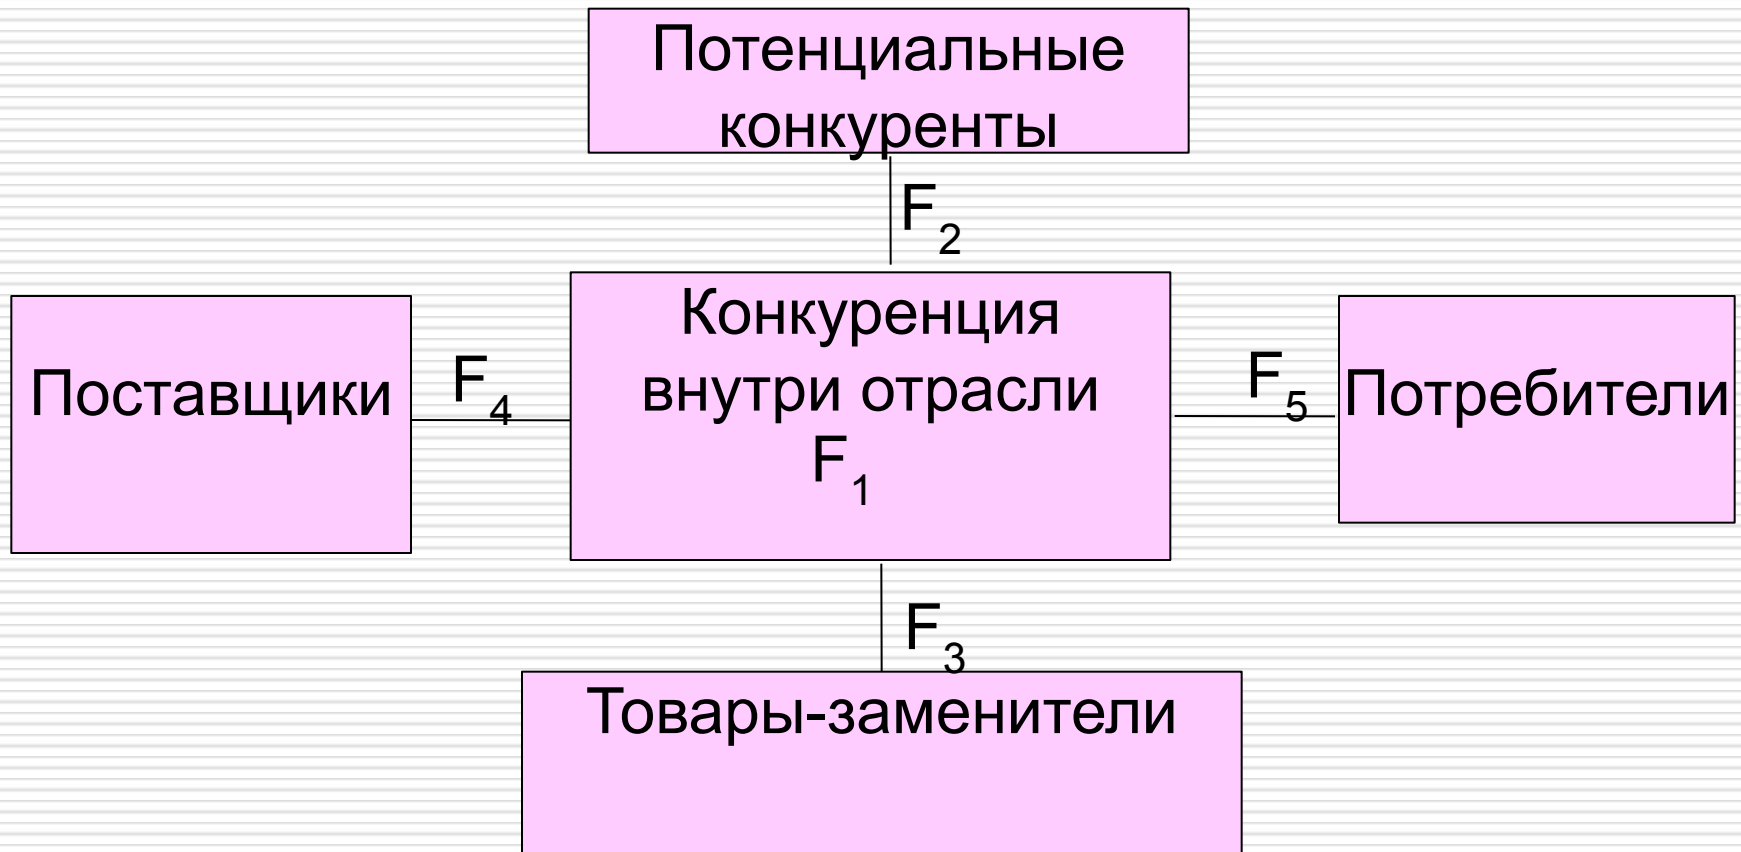 Потенциальные
конкуренты
F2
Конкуренция
внутри отрасли
F1
Поставщики
F4
F5
Потребители
F3
Товары-заменители